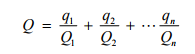 Q = q₁/Q₁ + q₂/Q₂ + ⋯ qₙ/Qₙ